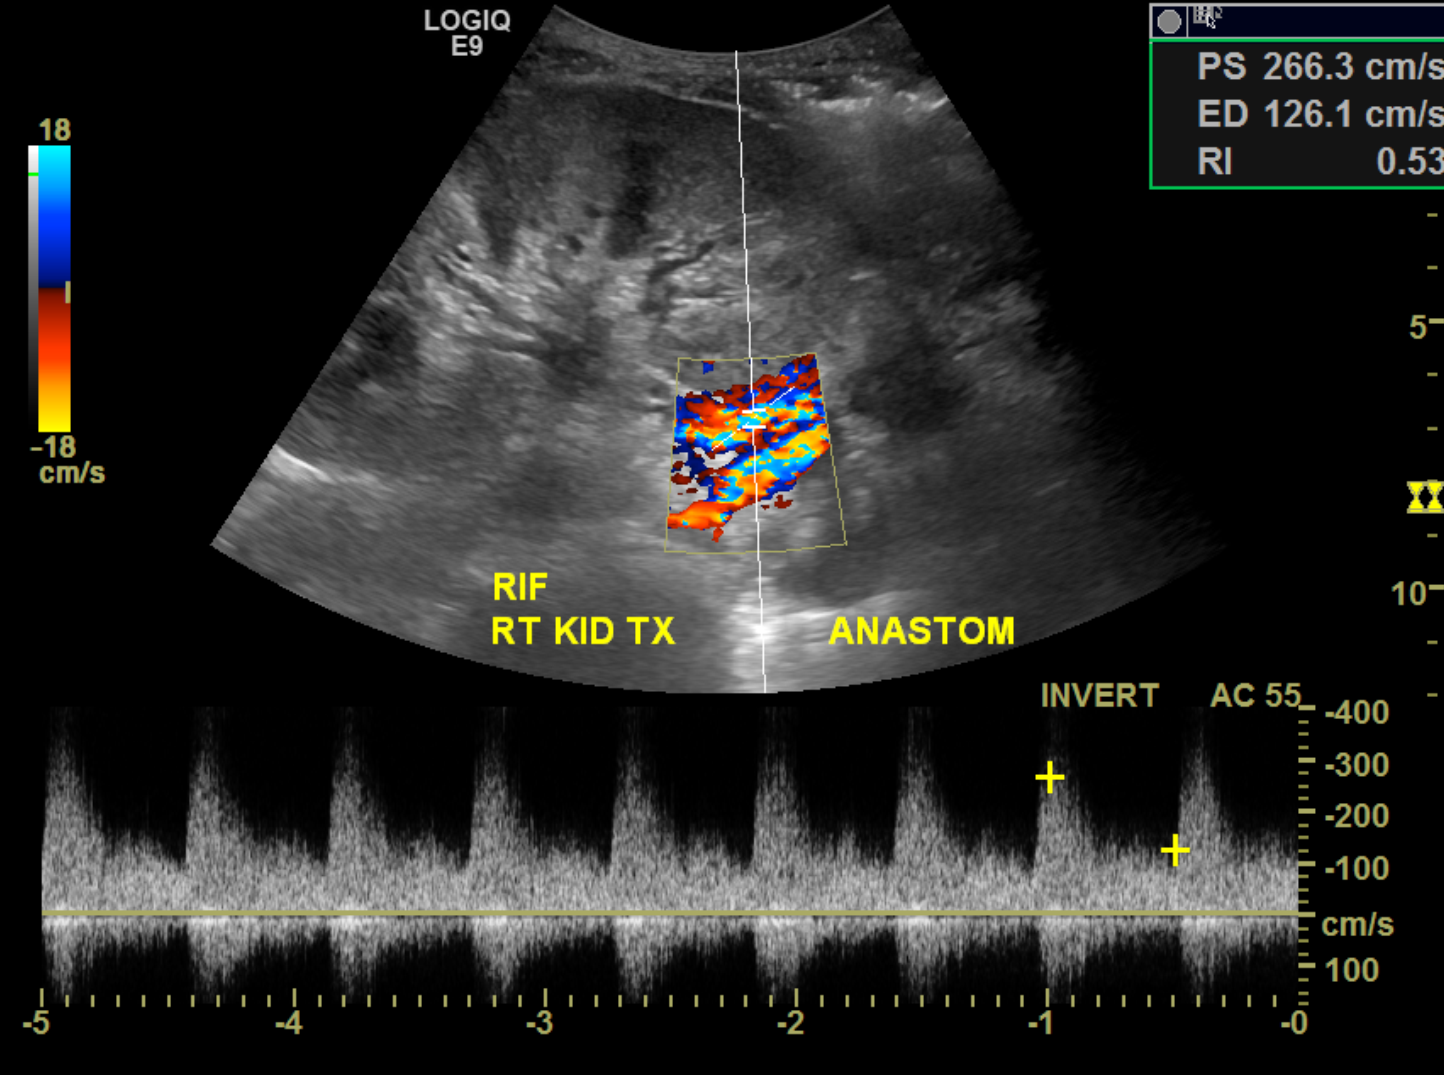 LOGIQ
E9
PS 266.3 cm/s
ED 126.1 cm/s
RI 0.53
18
-18
cm/s
5
10
RIF
RT KID TX
ANASTOM
INVERT AC 55
-400
-300
-200
-100
cm/s
100
-5 -4 -3 -2 -1 -0